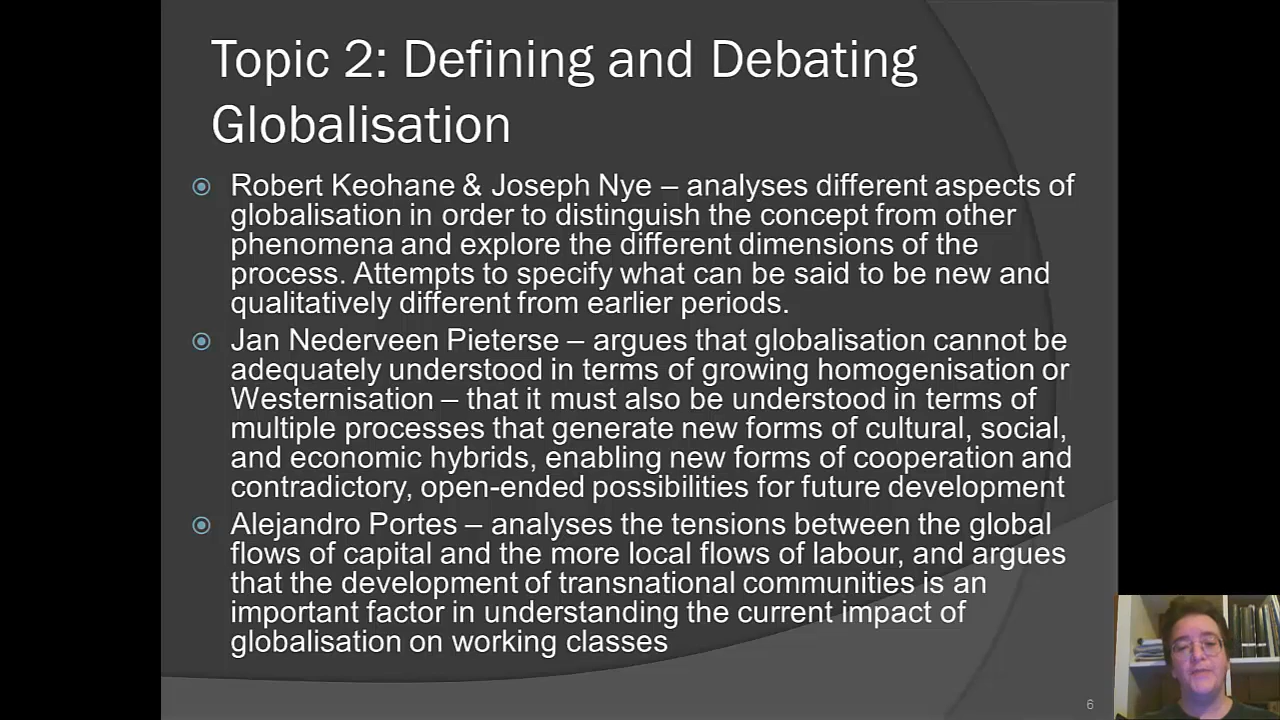 Topic 2: Defining and Debating
Globalisation
Robert Keohane & Joseph Nye – analyses different aspects of
globalisation in order to distinguish the concept from other
phenomena and explore the different dimensions of the
process. Attempts to specify what can be said to be new and
qualitatively different from earlier periods.
Jan Nederveen Pieterse – argues that globalisation cannot be
adequately understood in terms of growing homogenisation or
Westernisation – that it must also be understood in terms of
multiple processes that generate new forms of cultural, social,
and economic hybrids, enabling new forms of cooperation and
contradictory, open-ended possibilities for future development
Alejandro Portes – analyses the tensions between the global
flows of capital and the more local flows of labour, and argues
that the development of transnational communities is an
important factor in understanding the current impact of
globalisation on working classes
6